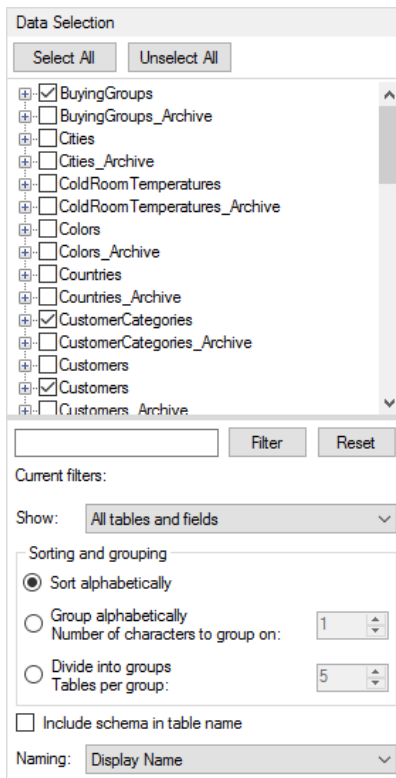 Data Selection
Select All Unselect All
BuyingGroups
BuyingGroups_Archive
Cities
Cities_Archive
ColdRoomTemperatures
ColdRoomTemperatures_Archive
Colors
Colors_Archive
Countries
Countries_Archive
CustomerCategories
CustomerCategories_Archive
Customers
Customers
Customers_Archive
Filter Reset
Current filters:
Show: All tables and fields
Sorting and grouping
Sort alphabetically
Group alphabetically
Number of characters to group on: 1
Divide into groups
Tables per group: 5
Include schema in table name
Naming: Display Name